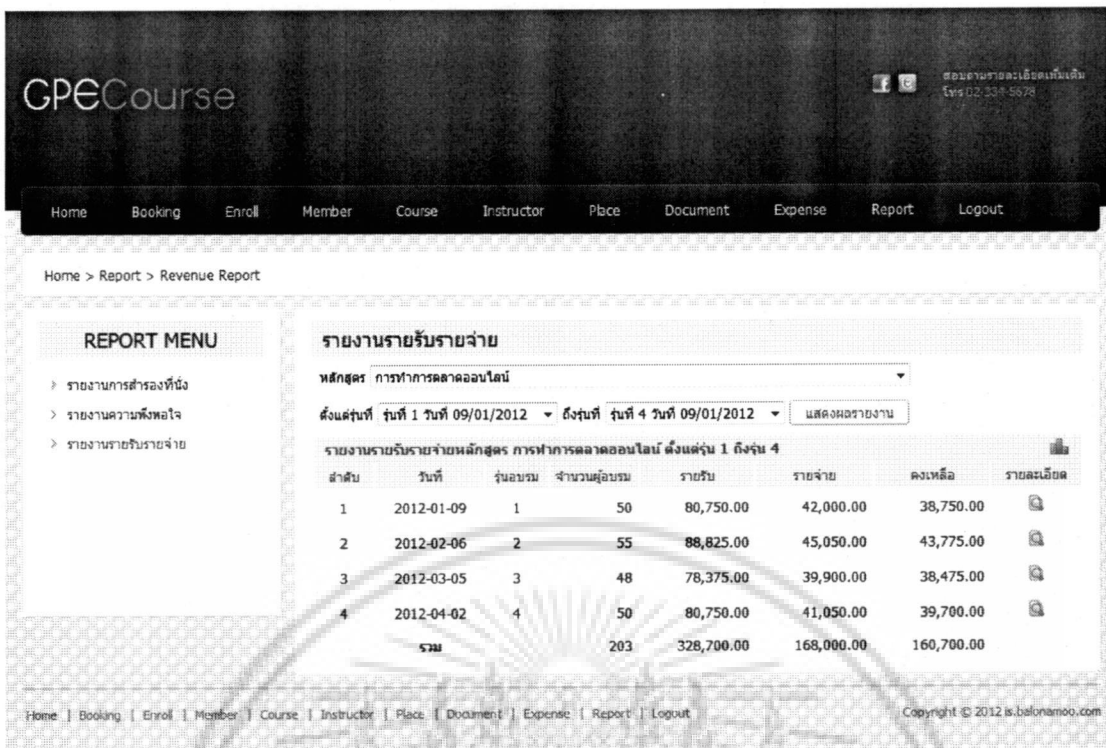 GPECourse
สอบถามรายละเอียดเพิ่มเติม
โทร 02-334-5678
Home Booking Enroll Member Course Instructor Place Document Expense Report Logout
Home > Report > Revenue Report
REPORT MENU
> รายงานการสำรองที่นั่ง
> รายงานความพึงพอใจ
> รายงานรายรับรายจ่าย
รายงานรายรับรายจ่าย
หลักสูตร การทำการตลาดออนไลน์
ตั้งแต่รุ่นที่ รุ่นที่ 1 วันที่ 09/01/2012 ถึงรุ่นที่ รุ่นที่ 4 วันที่ 09/01/2012 แสดงผลรายงาน
รายงานรายรับรายจ่ายหลักสูตร การทำการตลาดออนไลน์ ตั้งแต่รุ่น 1 ถึงรุ่น 4
ลำดับ วันที่ รุ่นอบรม จำนวนผู้อบรม รายรับ รายจ่าย คงเหลือ รายละเอียด
1 2012-01-09 1 50 80,750.00 42,000.00 38,750.00
2 2012-02-06 2 55 88,825.00 45,050.00 43,775.00
3 2012-03-05 3 48 78,375.00 39,900.00 38,475.00
4 2012-04-02 4 50 80,750.00 41,050.00 39,700.00
รวม 203 328,700.00 168,000.00 160,700.00
Home | Booking | Enroll | Member | Course | Instructor | Place | Document | Expense | Report | Logout
Copyright © 2012 is.balonamoo.com